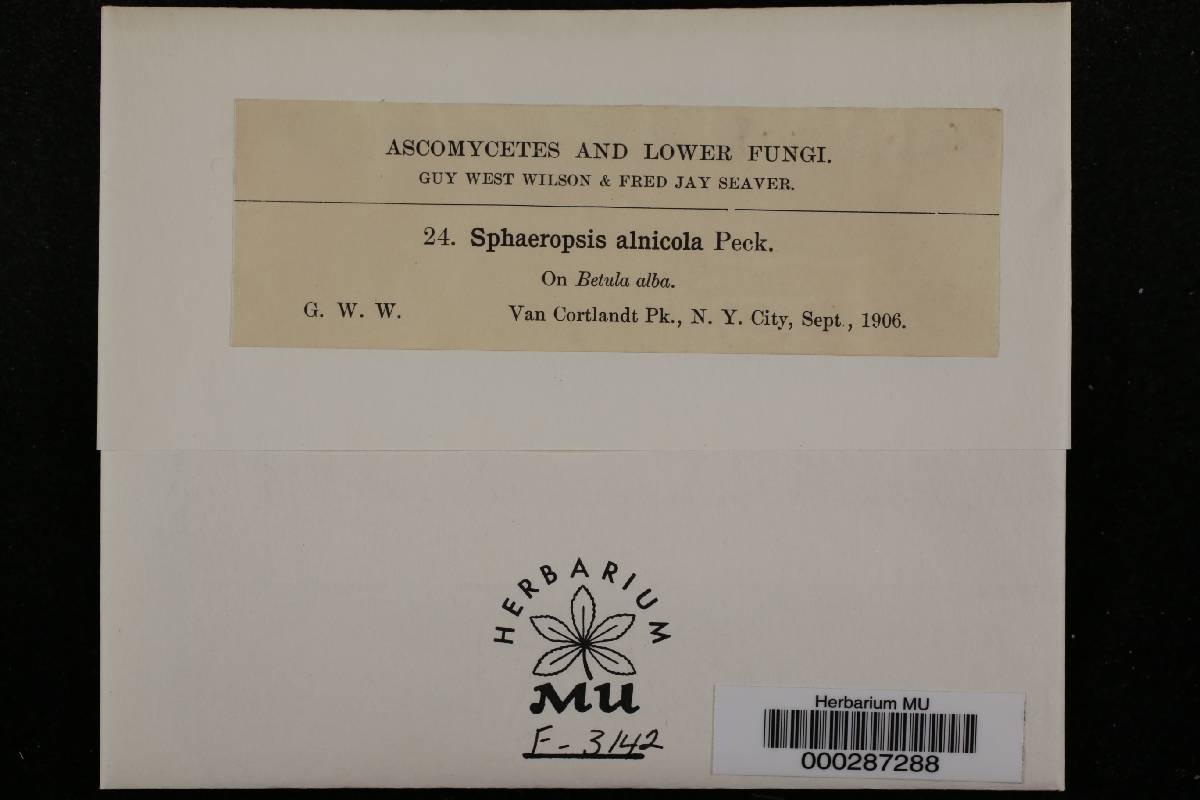 ASCOMYCETES AND LOWER FUNGI.
GUY WEST WILSON & FRED JAY SEAVER.
24. Sphaeropsis alnicola Peck.
On Betula alba.
G. W. W. Van Cortlandt Pk., N. Y. City, Sept., 1906.
HERBARIUM
MU
F-3142
Herbarium MU
000287288